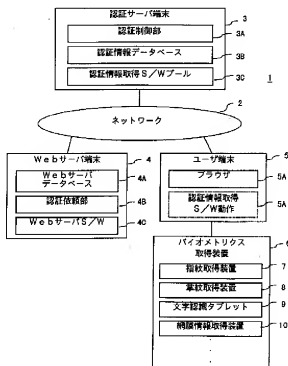 認証サーバ端末
3
認証制御部
3A
認証情報データベース
3B
認証情報取得S/Wプール
3C
1
2
ネットワーク
Webサーバ端末
4
Webサーバ
データベース
4A
認証依頼部
4B
WebサーバS/W
4C
ユーザ端末
5
ブラウザ
5A
認証情報取得
S/W動作
5A
バイオメトリクス
取得装置
6
指紋取得装置
7
掌紋取得装置
8
文字認識タブレット
9
網膜情報取得装置
10